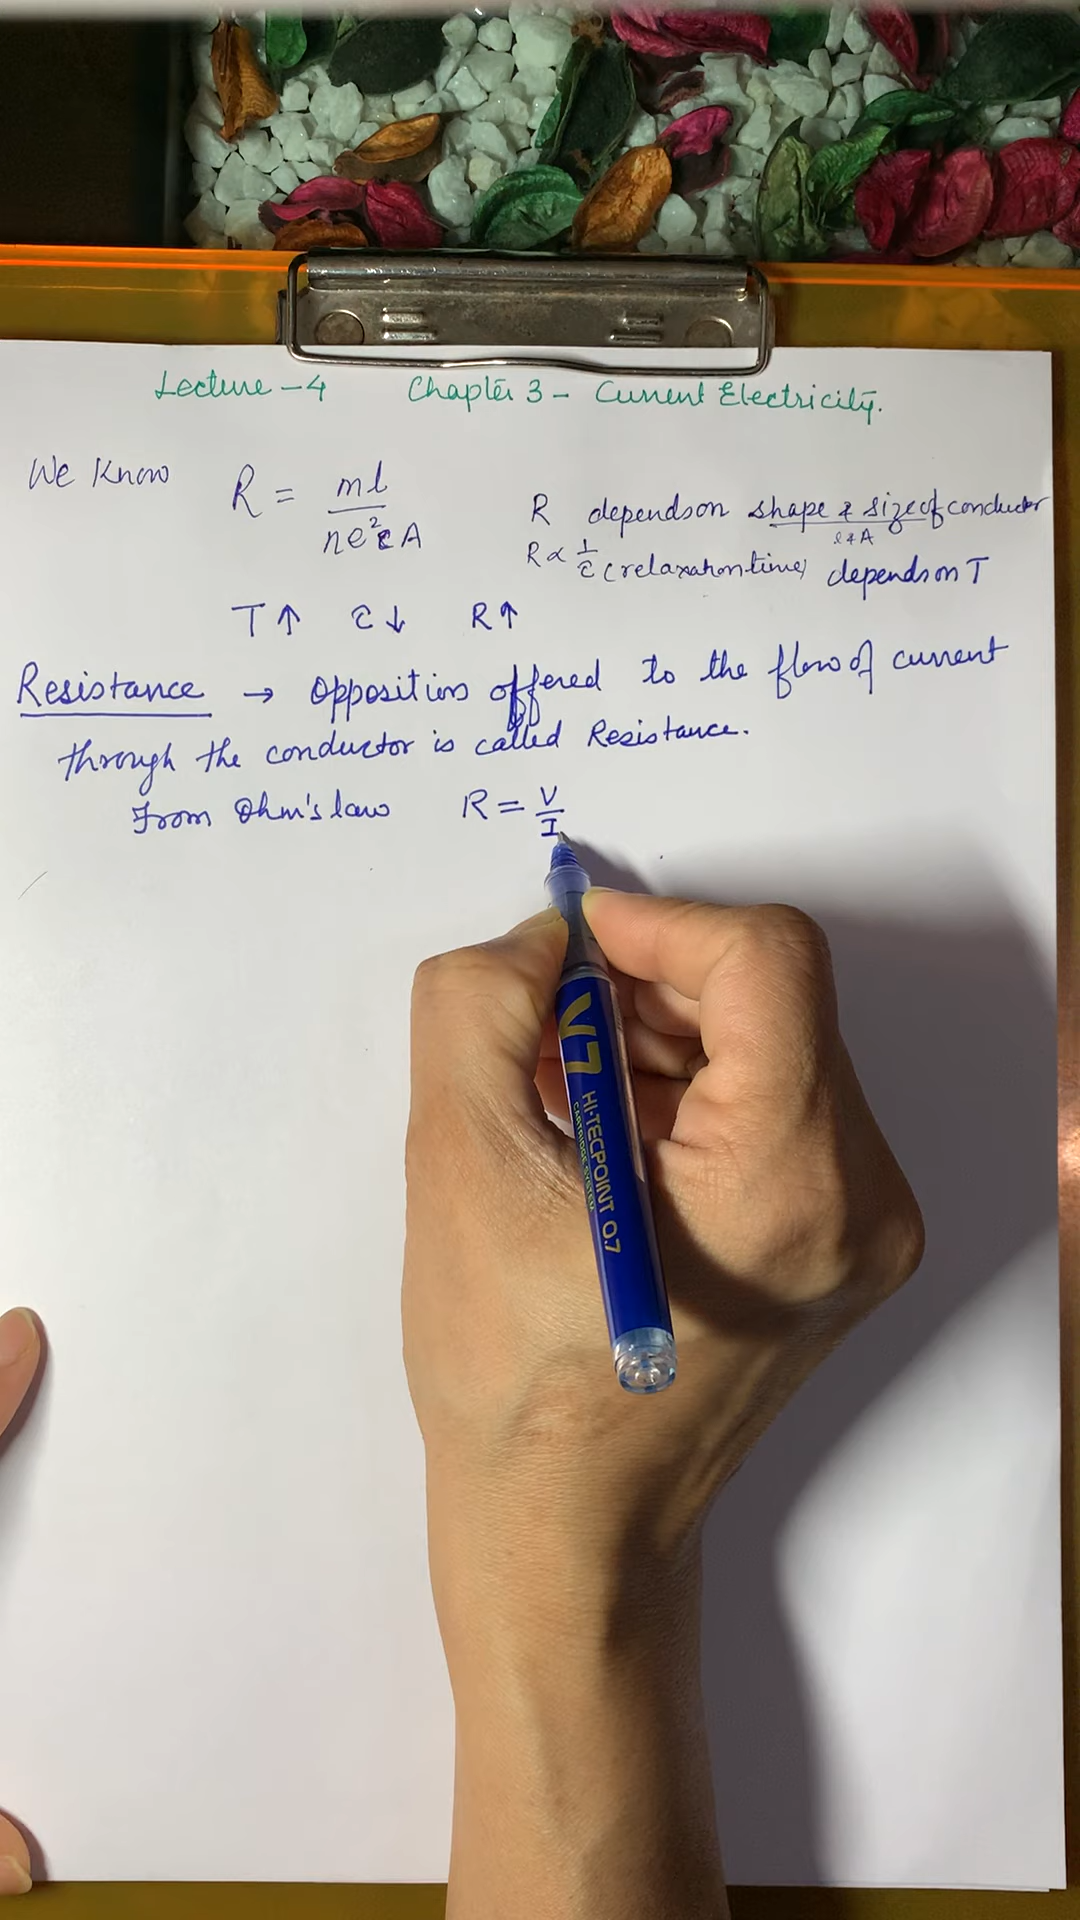 Lecture - 4 Chapter 3 - Current Electricity.
We Know R = ml / ne²τA
R depends on shape & size of conductor
l & A
R ∝ 1/τ (relaxation time) depends on T
T↑ τ↓ R↑
Resistance → Opposition offered to the flow of current
through the conductor is called Resistance.
From Ohm's law R = V/I
V7
HI-TECPOINT 0.7
CARTRIDGE SYSTEM